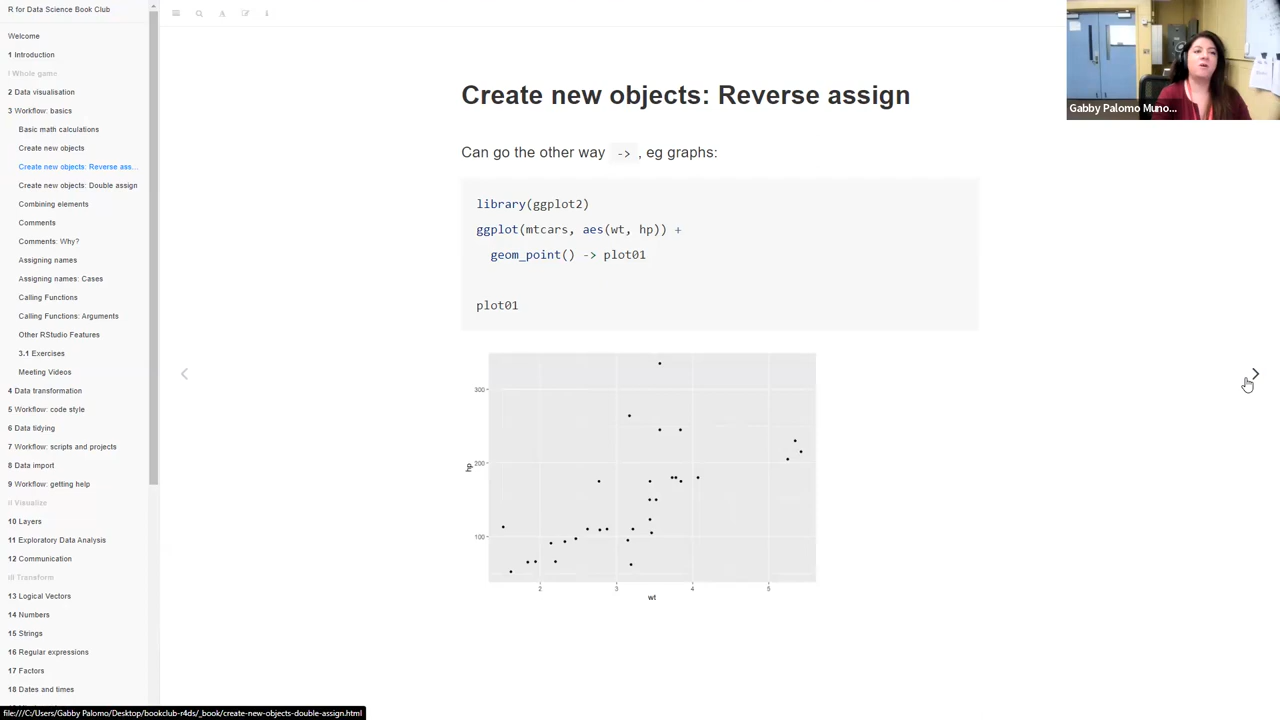 R for Data Science Book Club
Welcome
1 Introduction
I Whole game
2 Data visualisation
3 Workflow: basics
Basic math calculations
Create new objects
Create new objects: Reverse ass...
Create new objects: Double assign
Combining elements
Comments
Comments: Why?
Assigning names
Assigning names: Cases
Calling Functions
Calling Functions: Arguments
Other RStudio Features
3.1 Exercises
Meeting Videos
4 Data transformation
5 Workflow: code style
6 Data tidying
7 Workflow: scripts and projects
8 Data import
9 Workflow: getting help
II Visualize
10 Layers
11 Exploratory Data Analysis
12 Communication
III Transform
13 Logical Vectors
14 Numbers
15 Strings
16 Regular expressions
17 Factors
18 Dates and times
file:///C:/Users/Gabby Palomo/Desktop/bookclub-r4ds/_book/create-new-objects-double-assign.html
Create new objects: Reverse assign
Can go the other way -> , eg graphs:
library(ggplot2)
ggplot(mtcars, aes(wt, hp)) +
geom_point() -> plot01
plot01
300
200
100
hp
2 3 4 5
wt
Gabby Palomo Muno...